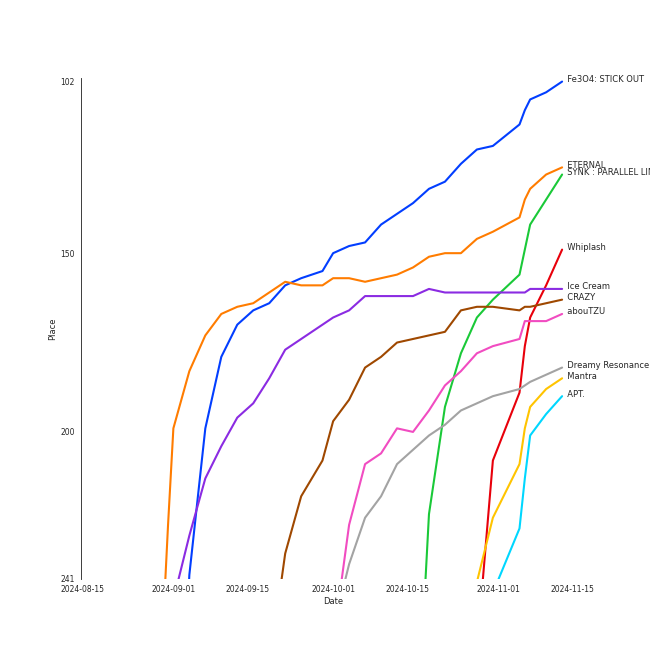 102
150
200
241
Place
2024-08-15
2024-09-01
2024-09-15
2024-10-01
2024-10-15
2024-11-01
2024-11-15
Date
Fe3O4: STICK OUT
ETERNAL
SYNK : PARALLEL LI
Whiplash
Ice Cream
CRAZY
abouTZU
Dreamy Resonance
Mantra
APT.